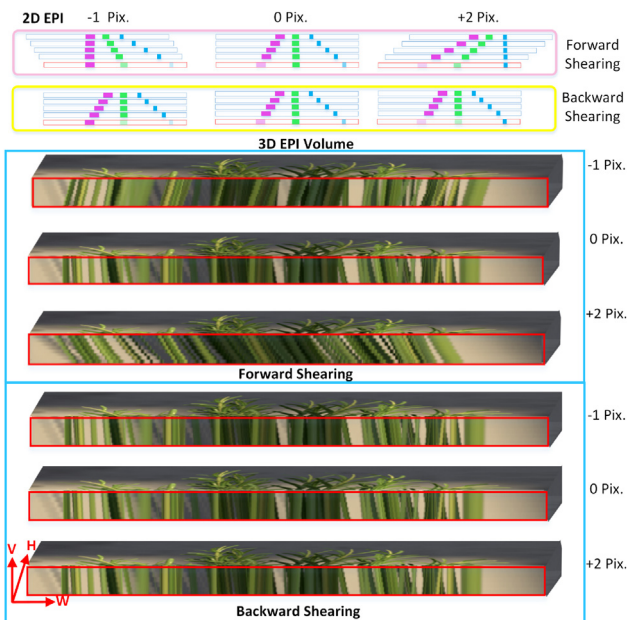 2D EPI -1 Pix. 0 Pix. +2 Pix.
Forward
Shearing
Backward
Shearing
3D EPI Volume
-1 Pix.
0 Pix.
+2 Pix.
Forward Shearing
-1 Pix.
0 Pix.
+2 Pix.
V H
W
Backward Shearing